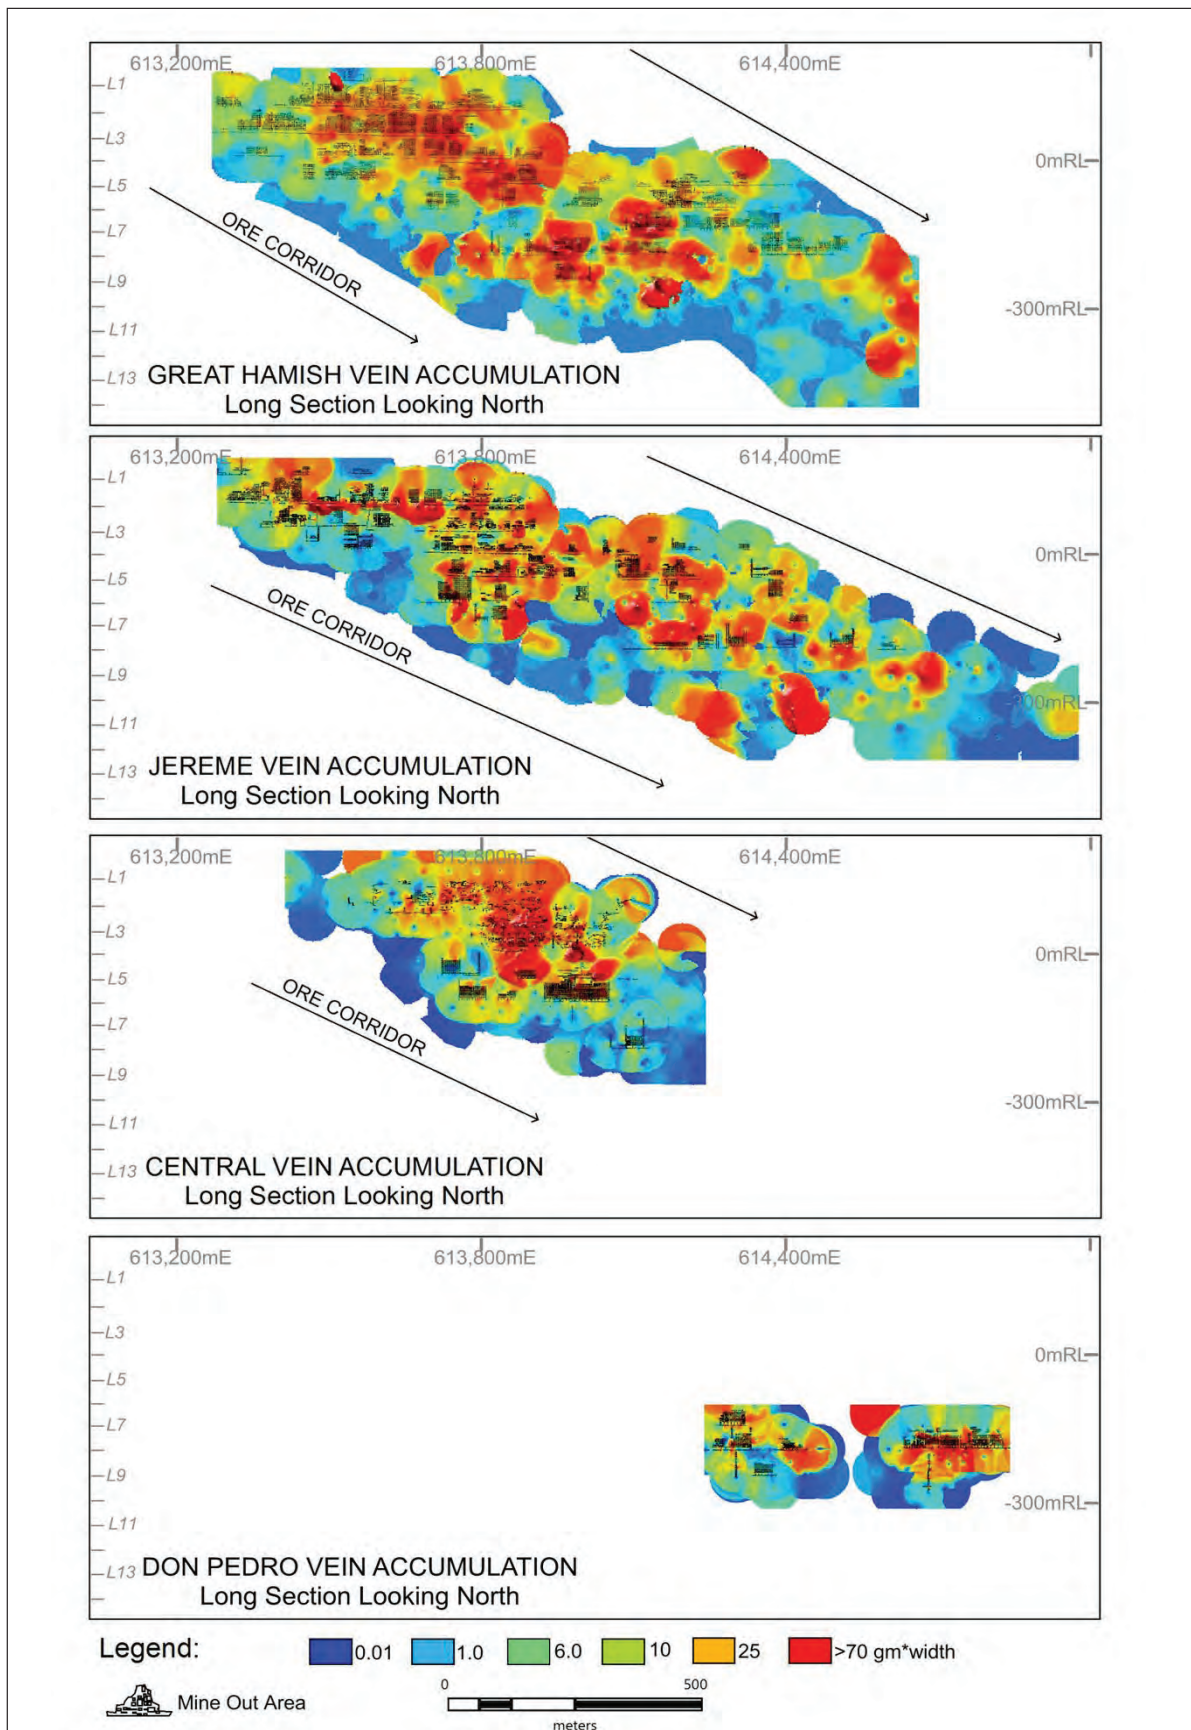 613,200mE 613,800mE 614,400mE
L1
L3
0mRL
L5
L7
ORE CORRIDOR
L9
-300mRL
L11
L13
GREAT HAMISH VEIN ACCUMULATION
Long Section Looking North
613,200mE 613,800mE 614,400mE
L1
L3
0mRL
L5
ORE CORRIDOR
L7
L9
-300mRL
L11
L13
JEREME VEIN ACCUMULATION
Long Section Looking North
613,200mE 613,800mE 614,400mE
L1
L3
0mRL
L5
ORE CORRIDOR
L7
L9
-300mRL
L11
L13
CENTRAL VEIN ACCUMULATION
Long Section Looking North
613,200mE 613,800mE 614,400mE
L1
L3
0mRL
L5
L7
L9
-300mRL
L11
L13
DON PEDRO VEIN ACCUMULATION
Long Section Looking North
Legend: 0.01 1.0 6.0 10 25 >70 gm*width
Mine Out Area
0 500
meters